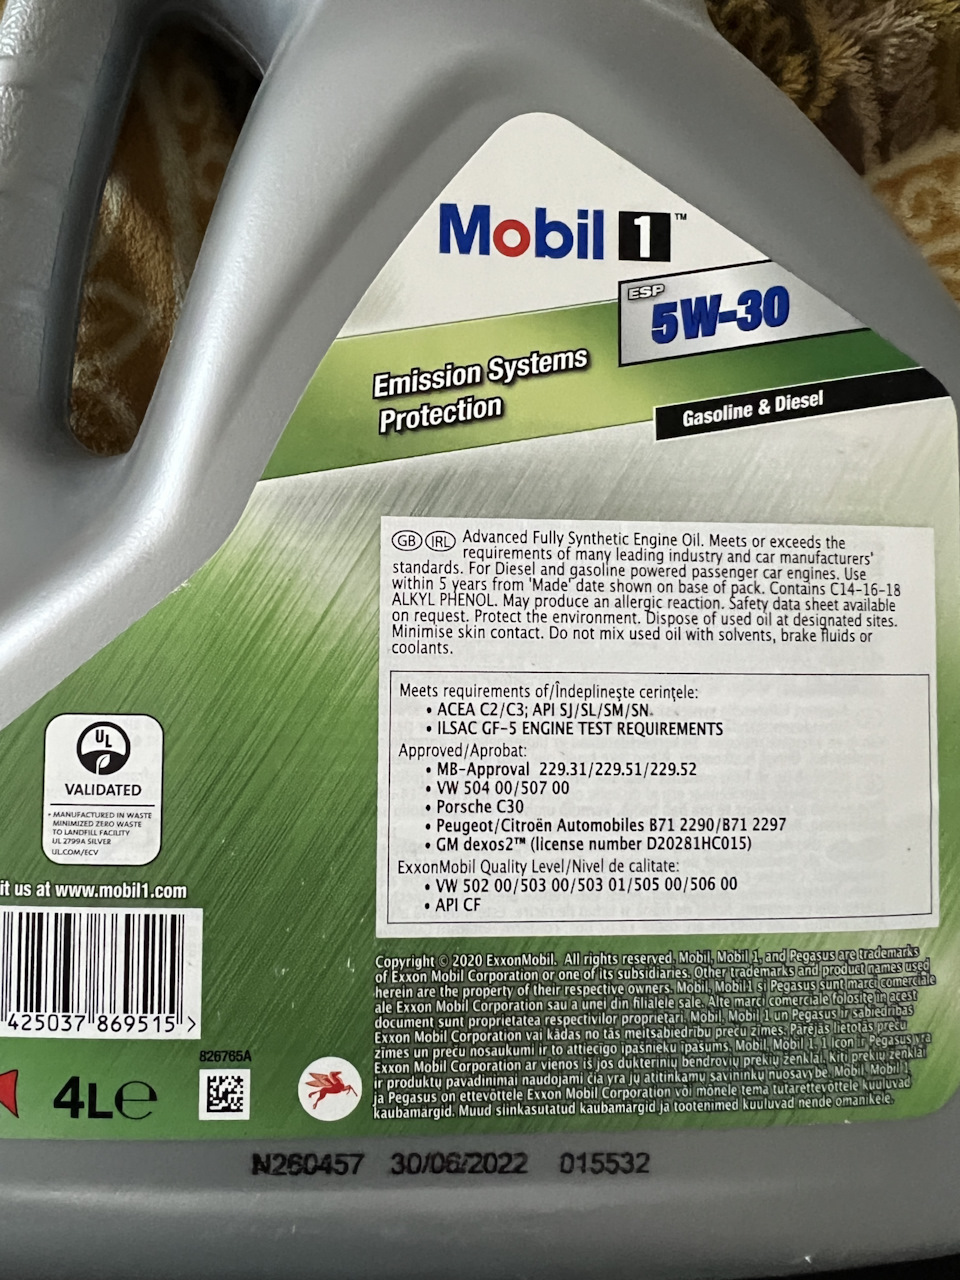 Mobil 1™
ESP
5W-30
Emission Systems
Protection
Gasoline & Diesel
GB IRL Advanced Fully Synthetic Engine Oil. Meets or exceeds the
requirements of many leading industry and car manufacturers'
standards. For Diesel and gasoline powered passenger car engines. Use
within 5 years from 'Made' date shown on base of pack. Contains C14-16-18
ALKYL PHENOL. May produce an allergic reaction. Safety data sheet available
on request. Protect the environment. Dispose of used oil at designated sites.
Minimise skin contact. Do not mix used oil with solvents, brake fluids or
coolants.
Meets requirements of/Îndeplineşte cerinţele:
• ACEA C2/C3; API SJ/SL/SM/SN.
• ILSAC GF-5 ENGINE TEST REQUIREMENTS
Approved/Aprobat:
• MB-Approval 229.31/229.51/229.52
• VW 504 00/507 00
• Porsche C30
• Peugeot/Citroën Automobiles B71 2290/B71 2297
• GM dexos2™ (license number D20281HC015)
ExxonMobil Quality Level/Nivel de calitate:
• VW 502 00/503 00/503 01/505 00/506 00
• API CF
UL
VALIDATED
• MANUFACTURED IN WASTE
MINIMIZED ZERO WASTE
TO LANDFILL FACILITY
UL 2799A SILVER
UL.COM/ECV
it us at www.mobil1.com
425037 869515 >
826765A
4L e
Copyright © 2020 ExxonMobil. All rights reserved. Mobil, Mobil 1, and Pegasus are trademarks
of Exxon Mobil Corporation or one of its subsidiaries. Other trademarks and product names used
herein are the property of their respective owners. Mobil, Mobil 1 si Pegasus sunt marci comerciale
ale Exxon Mobil Corporation sau a unei din filialele sale. Alte marci comerciale folosite in acest
document sunt proprietatea respectivilor proprietari. Mobil, Mobil 1 un Pegasus ir sabiedrības
Exxon Mobil Corporation vai kādas no tās meitsabiedrību preču zīmes. Pārējās lietotās preču
zīmes un preču nosaukumi ir to attiecīgo īpašnieku īpašums. Mobil, Mobil 1, 1 Icon ir Pegasus yra
Exxon Mobil Corporation ar vienos iš jos dukterinių bendrovių prekių ženklai. Kiti prekių ženklai
ir produktų pavadinimai naudojami čia yra jų atitinkamų savininkų nuosavybė. Mobil, Mobil 1
ja Pegasus on ettevõttele Exxon Mobil Corporation või mõnele tema tütarettevõttele kuuluvad
kaubamärgid. Muud siinkasutatud kaubamärgid ja tootenimed kuuluvad nende omanikele.
N260457 30/06/2022 015532